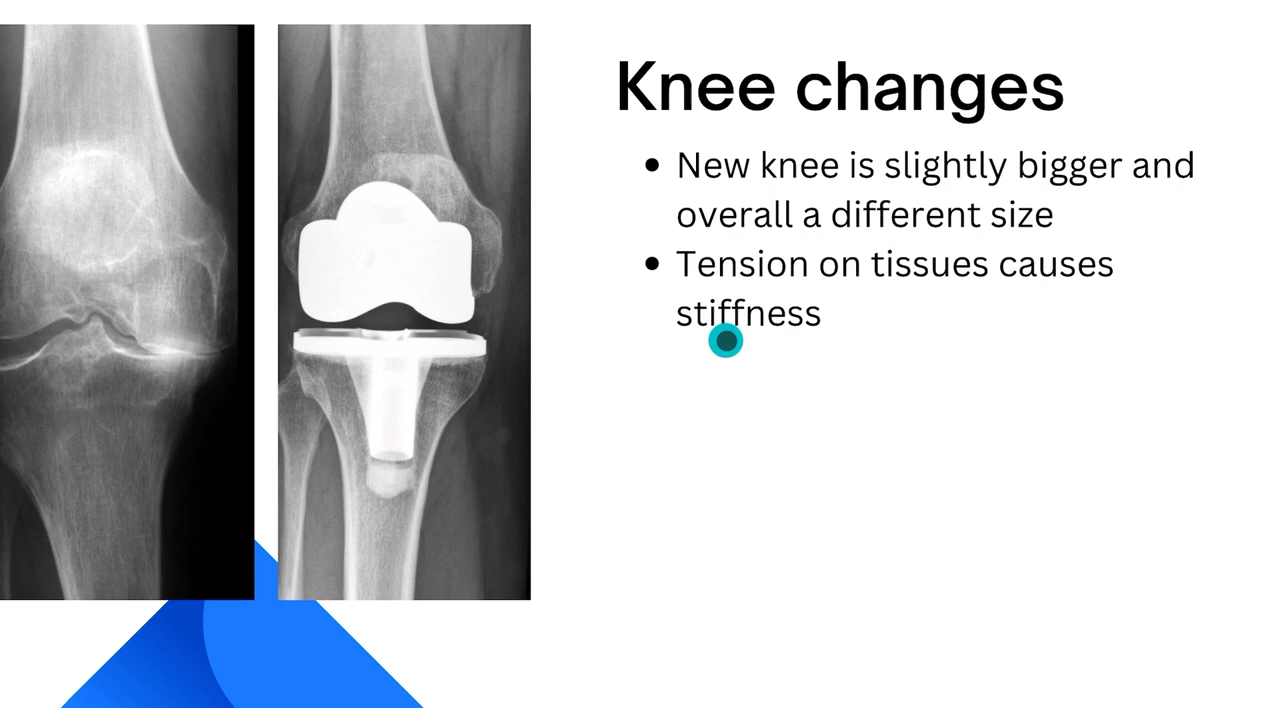 Knee changes
• New knee is slightly bigger and
overall a different size
• Tension on tissues causes
stiffness